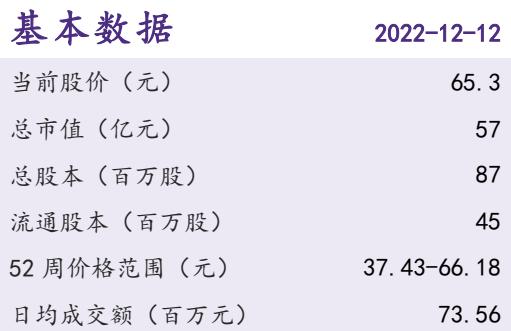 基本数据 2022-12-12
当前股价（元） 65.3
总市值（亿元） 57
总股本（百万股） 87
流通股本（百万股） 45
52 周价格范围（元） 37.43-66.18
日均成交额（百万元） 73.56